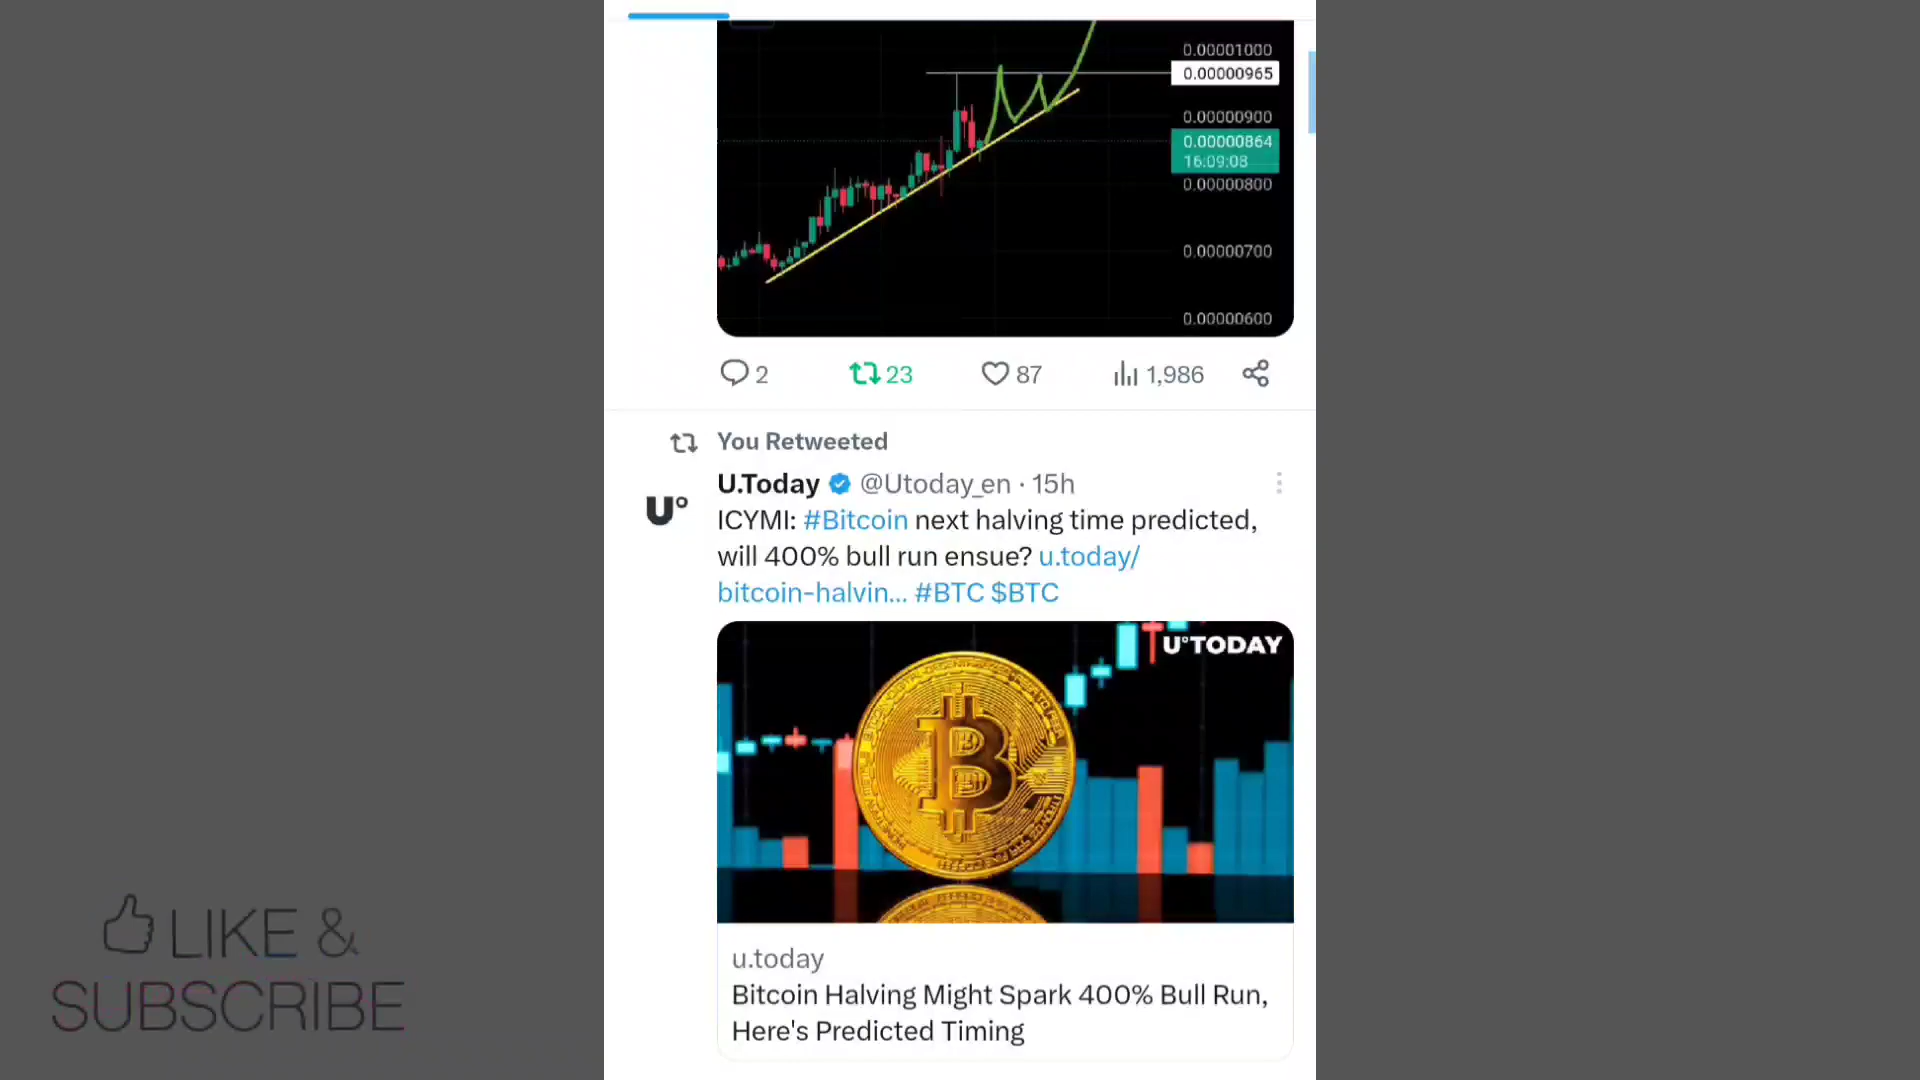 0.00001000
0.00000965
0.00000900
0.00000864
16:09:08
0.00000800
0.00000700
0.00000600
2 23 87 1,986
You Retweeted
U.Today @Utoday_en · 15h
U°
ICYMI: #Bitcoin next halving time predicted,
will 400% bull run ensue? u.today/
bitcoin-halvin... #BTC $BTC
U°TODAY
u.today
Bitcoin Halving Might Spark 400% Bull Run,
Here's Predicted Timing
LIKE &
SUBSCRIBE